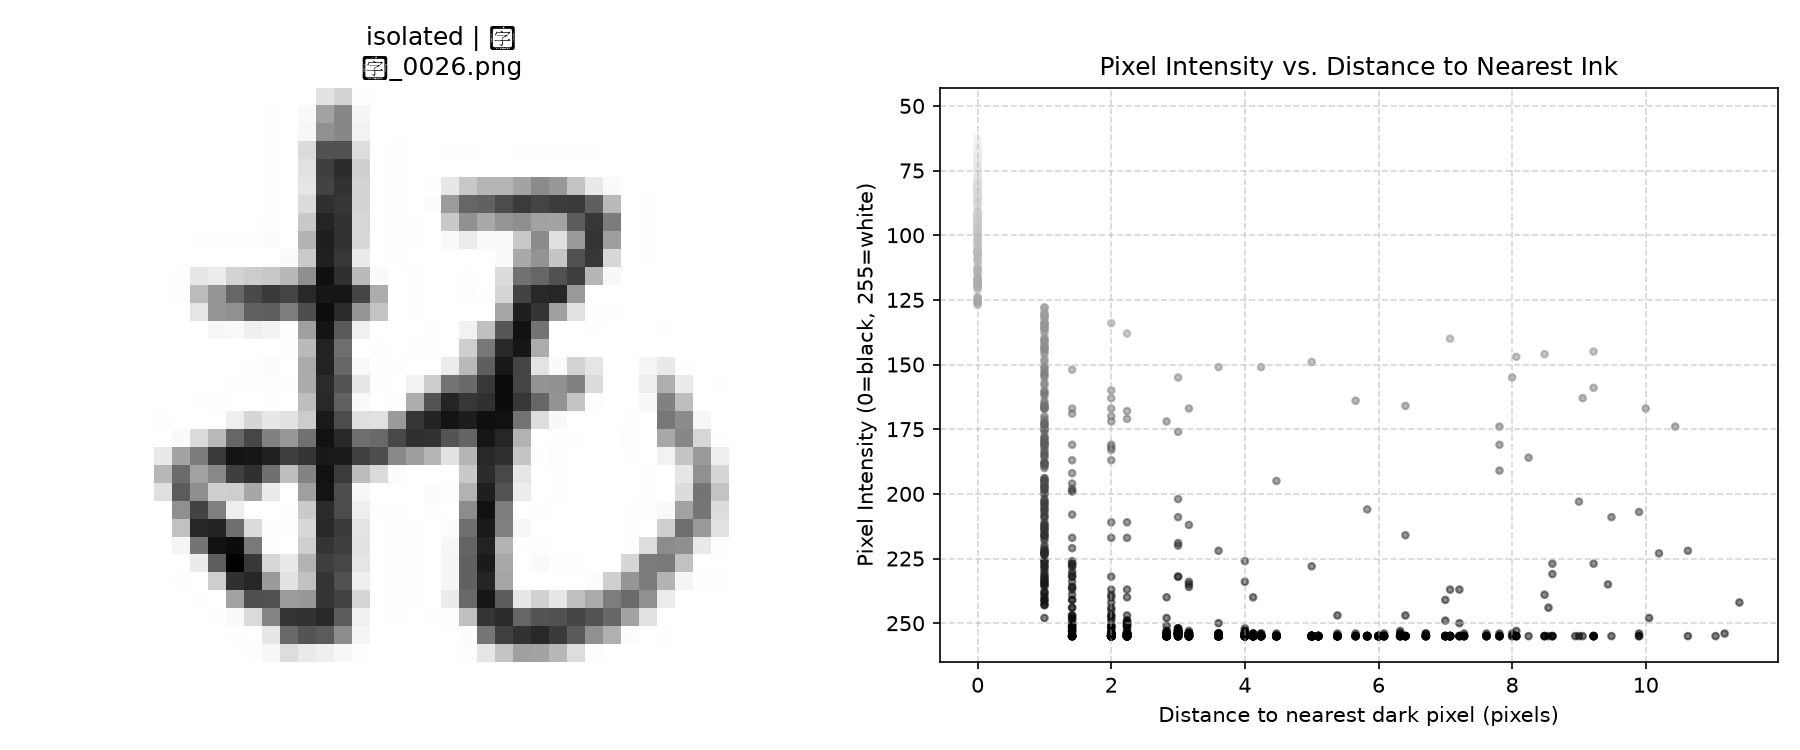 isolated |
_0026.png
Pixel Intensity vs. Distance to Nearest Ink
50
75
100
125
150
175
200
225
250
Pixel Intensity (0=black, 255=white)
0 2 4 6 8 10
Distance to nearest dark pixel (pixels)